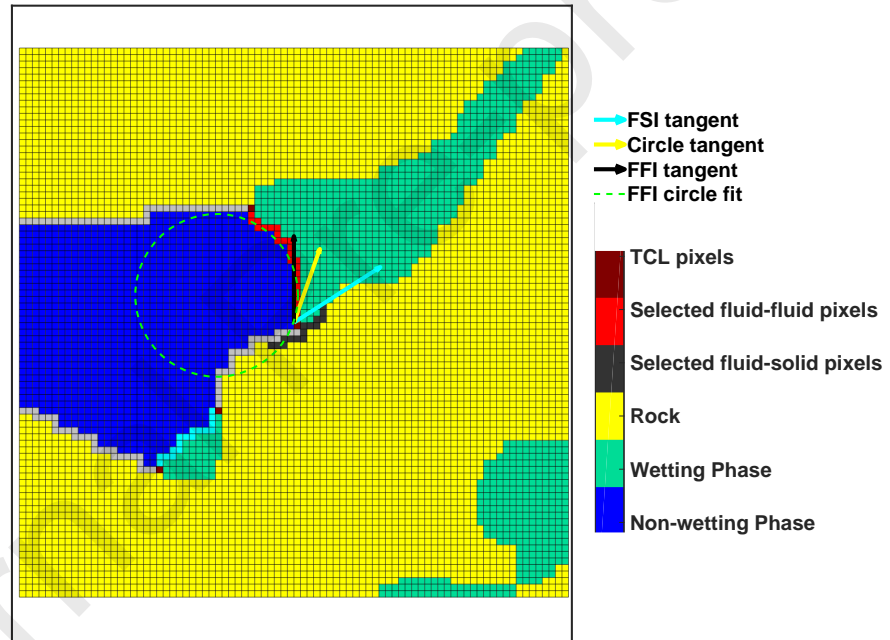 FSI tangent
Circle tangent
FFI tangent
FFI circle fit
TCL pixels
Selected fluid-fluid pixels
Selected fluid-solid pixels
Rock
Wetting Phase
Non-wetting Phase